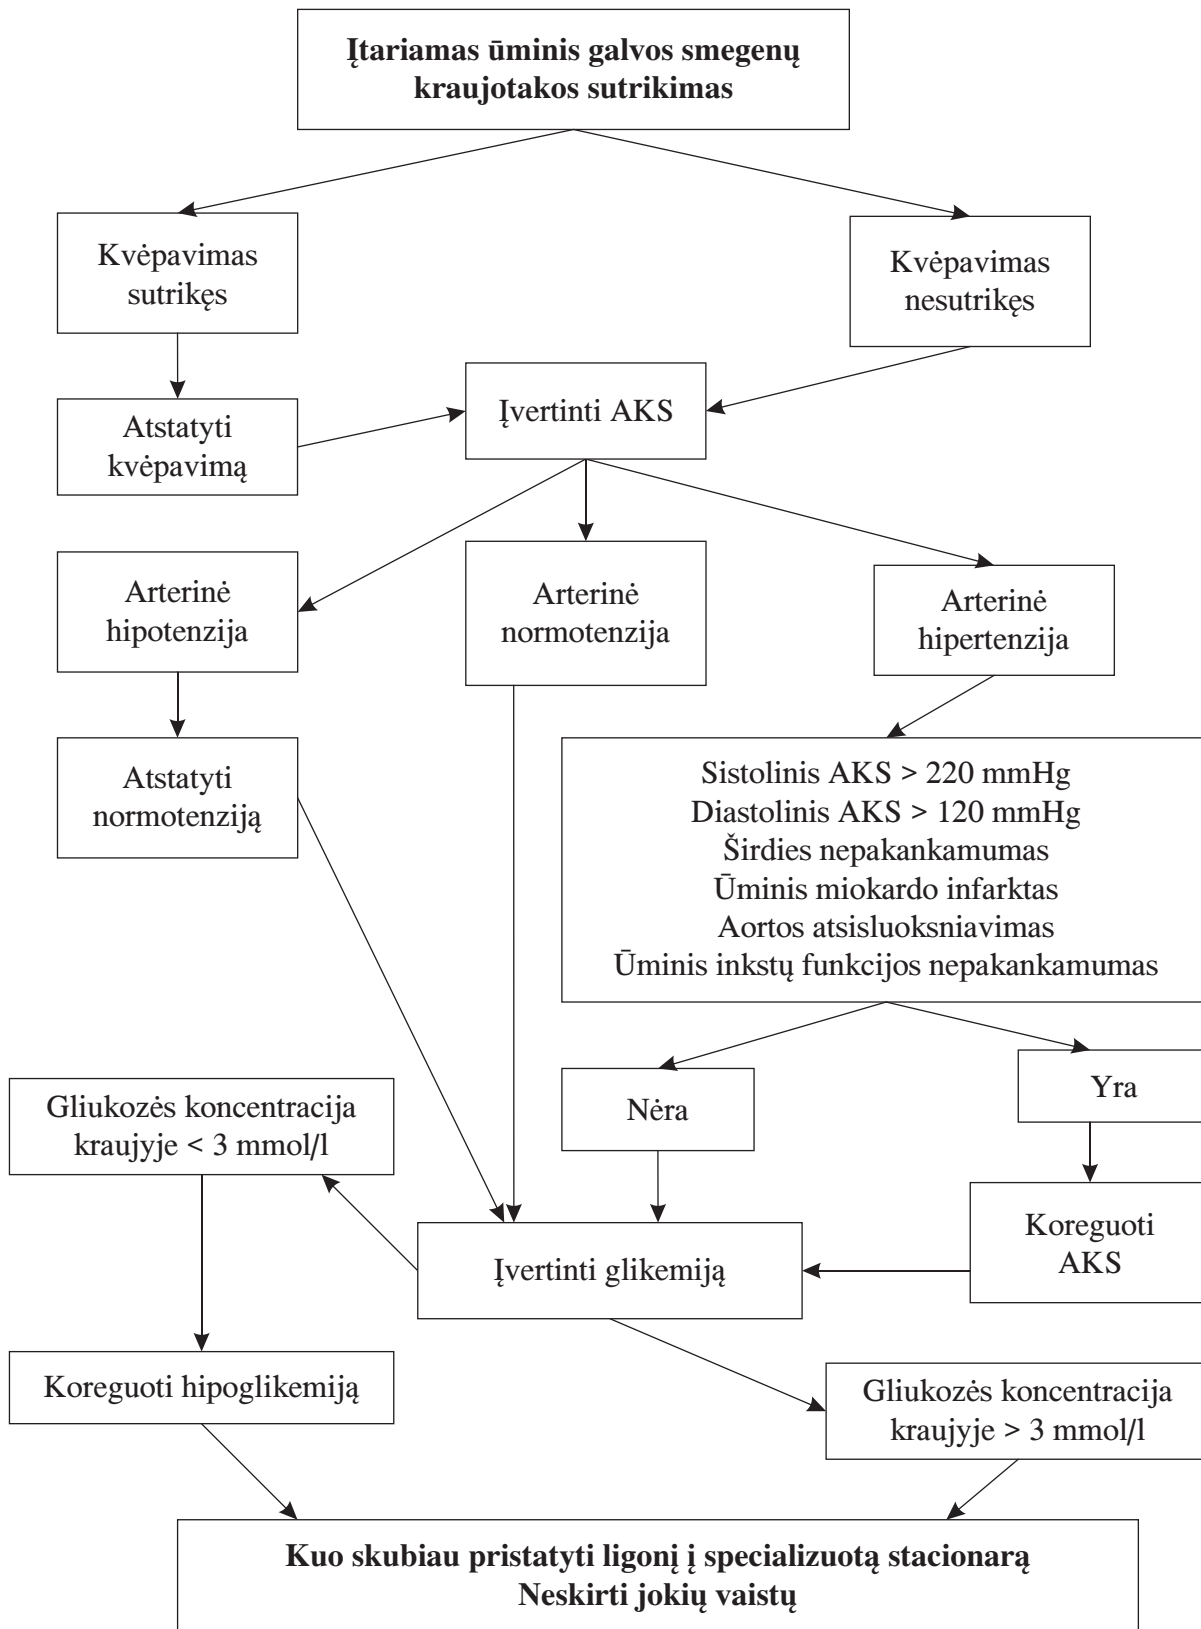 Įtariamas ūminis galvos smegenų
kraujotakos sutrikimas
Kvėpavimas
sutrikęs
Kvėpavimas
nesutrikęs
Atstatyti
kvėpavimą
Įvertinti AKS
Arterinė
hipotenzija
Arterinė
normotenzija
Arterinė
hipertenzija
Atstatyti
normotenziją
Sistolinis AKS > 220 mmHg
Diastolinis AKS > 120 mmHg
Širdies nepakankamumas
Ūminis miokardo infarktas
Aortos atsisluoksniavimas
Ūminis inkstų funkcijos nepakankamumas
Nėra
Yra
Gliukozės koncentracija
kraujyje < 3 mmol/l
Įvertinti glikemiją
Koreguoti
AKS
Koreguoti hipoglikemiją
Gliukozės koncentracija
kraujyje > 3 mmol/l
Kuo skubiau pristatyti ligonį į specializuotą stacionarą
Neskirti jokių vaistų